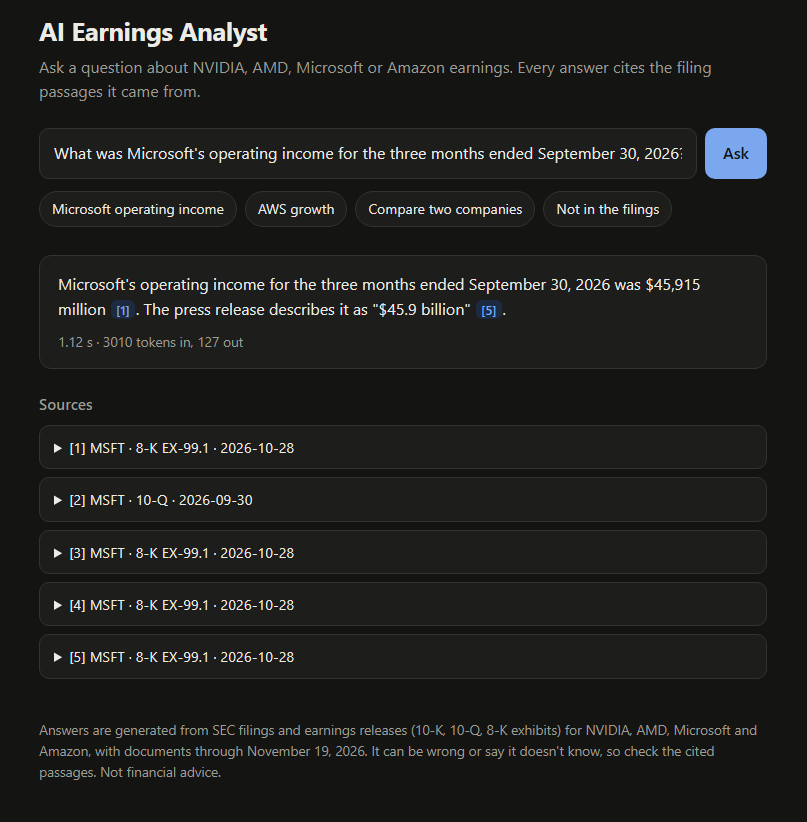 AI Earnings Analyst
Ask a question about NVIDIA, AMD, Microsoft or Amazon earnings. Every answer cites the filing
passages it came from.
What was Microsoft's operating income for the three months ended September 30, 2026?
Ask
Microsoft operating income
AWS growth
Compare two companies
Not in the filings
Microsoft's operating income for the three months ended September 30, 2026 was $45,915
million [1]. The press release describes it as "$45.9 billion" [5].
1.12 s · 3010 tokens in, 127 out
Sources
▶ [1] MSFT · 8-K EX-99.1 · 2026-10-28
▶ [2] MSFT · 10-Q · 2026-09-30
▶ [3] MSFT · 8-K EX-99.1 · 2026-10-28
▶ [4] MSFT · 8-K EX-99.1 · 2026-10-28
▶ [5] MSFT · 8-K EX-99.1 · 2026-10-28
Answers are generated from SEC filings and earnings releases (10-K, 10-Q, 8-K exhibits) for NVIDIA, AMD, Microsoft and
Amazon, with documents through November 19, 2026. It can be wrong or say it doesn't know, so check the cited
passages. Not financial advice.